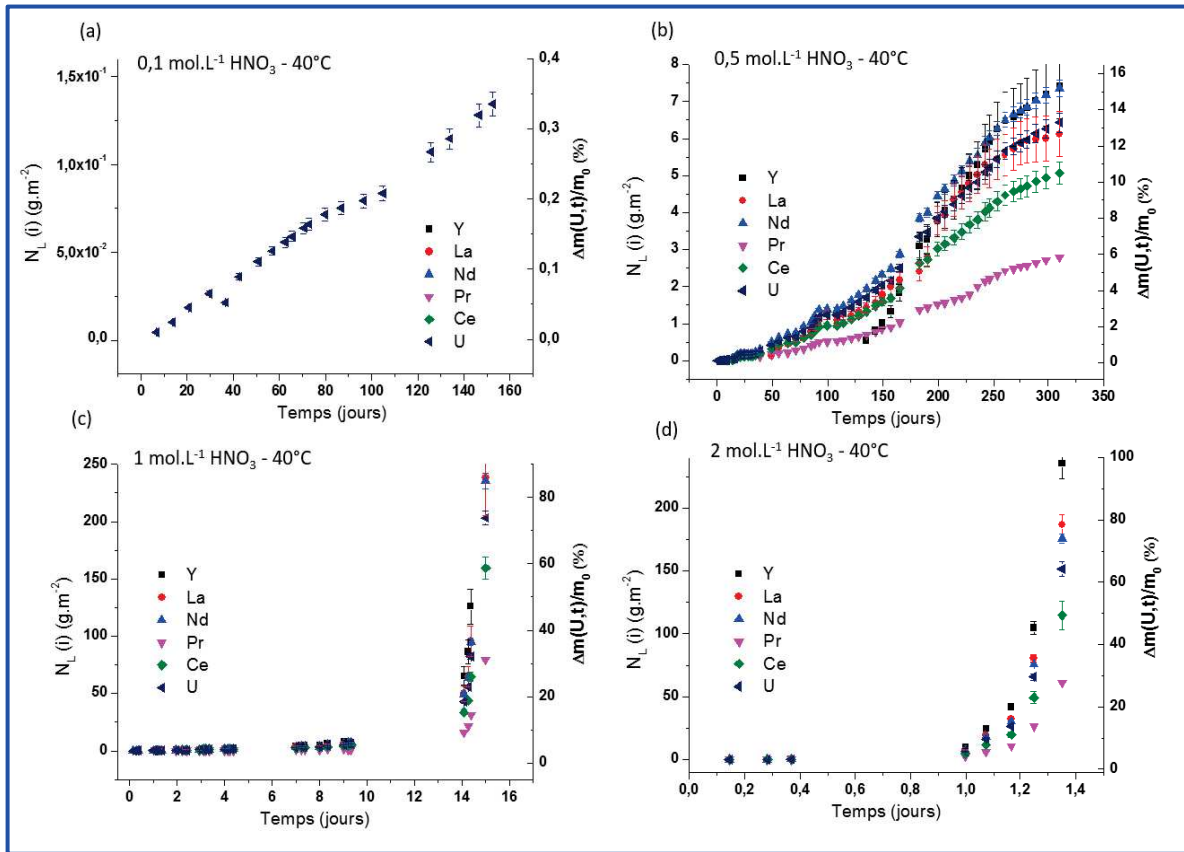 (a)
0,1 mol.L⁻¹ HNO₃ - 40°C
N_L (i) (g.m⁻²)
1,5x10⁻¹
1,0x10⁻¹
5,0x10⁻²
0,0
0 20 40 60 80 100 120 140 160
Temps (jours)
0,4
0,3
0,2
0,1
0,0
Δm(U,t)/m₀ (%)
Y
La
Nd
Pr
Ce
U
(b)
0,5 mol.L⁻¹ HNO₃ - 40°C
N_L (i) (g.m⁻²)
8
7
6
5
4
3
2
1
0
0 50 100 150 200 250 300 350
Temps (jours)
16
14
12
10
8
6
4
2
0
Δm(U,t)/m₀ (%)
Y
La
Nd
Pr
Ce
U
(c)
1 mol.L⁻¹ HNO₃ - 40°C
N_L (i) (g.m⁻²)
250
200
150
100
50
0
0 2 4 6 8 10 12 14 16
Temps (jours)
80
60
40
20
0
Δm(U,t)/m₀ (%)
Y
La
Nd
Pr
Ce
U
(d)
2 mol.L⁻¹ HNO₃ - 40°C
N_L (i) (g.m⁻²)
200
150
100
50
0
0,0 0,2 0,4 0,6 0,8 1,0 1,2 1,4
Temps (jours)
100
80
60
40
20
0
Δm(U,t)/m₀ (%)
Y
La
Nd
Pr
Ce
U